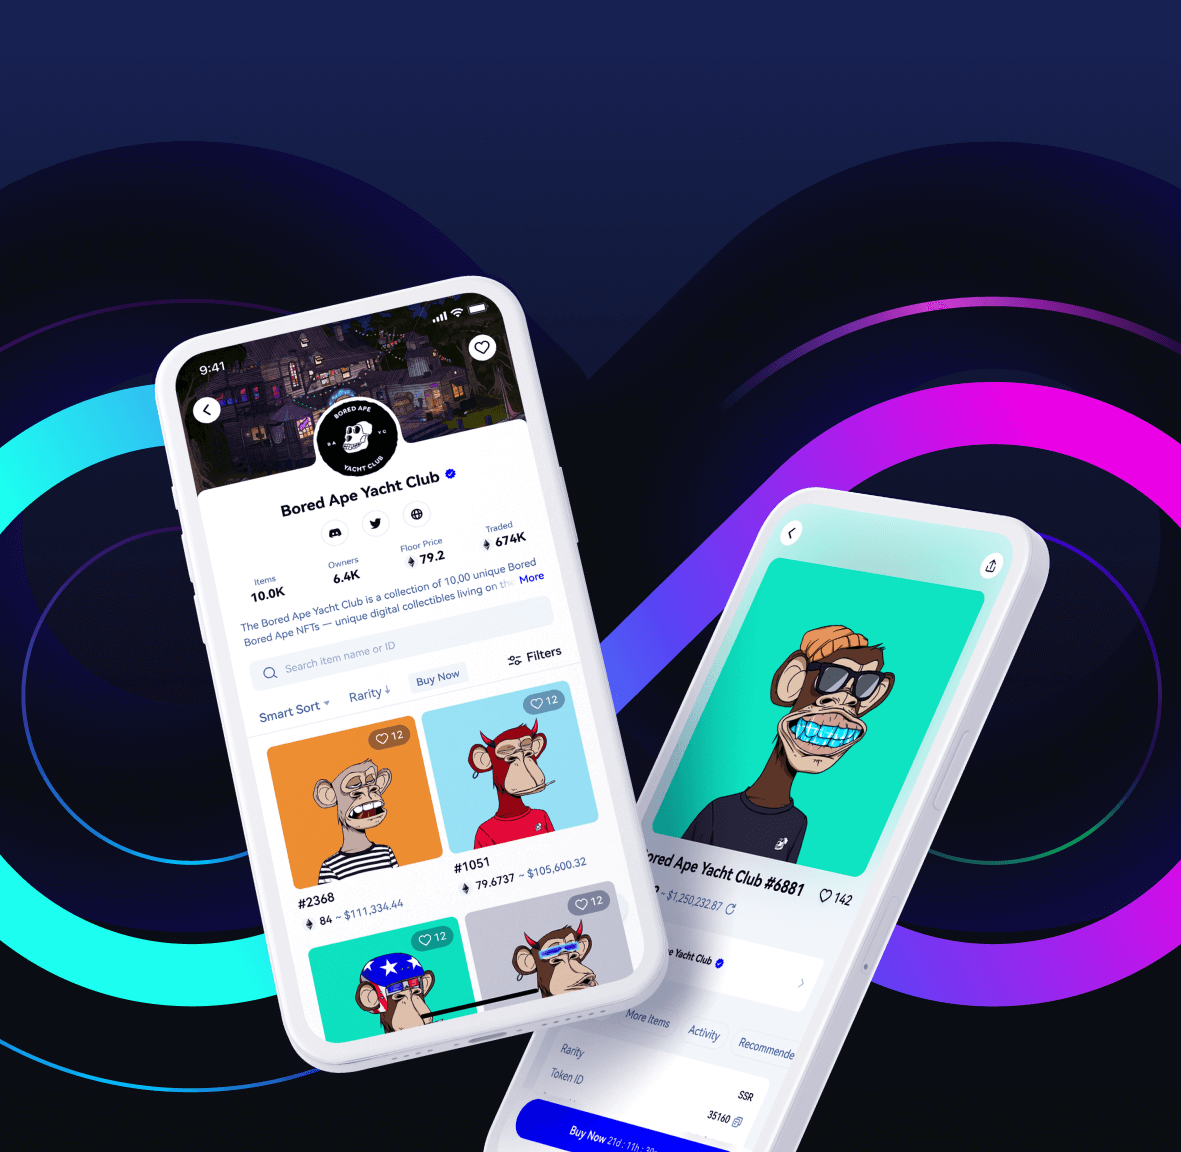 9:41
BORED APE
BA YC
YACHT CLUB
Bored Ape Yacht Club
Items
10.0K
Owners
6.4K
Floor Price
79.2
Traded
674K
The Bored Ape Yacht Club is a collection of 10,00 unique Bored
Bored Ape NFTs — unique digital collectibles living on the More
Search item name or ID
Smart Sort
Rarity ↓
Buy Now
Filters
12
12
#2368
84 ~ $111,334.44
#1051
79.6737 ~ $105,600.32
12
12
ored Ape Yacht Club #6881
142
~ $1,250,232.87
e Yacht Club
More Items
Activity
Recommende
Rarity
SSR
Token ID
35160
Buy Now 21d : 11h :